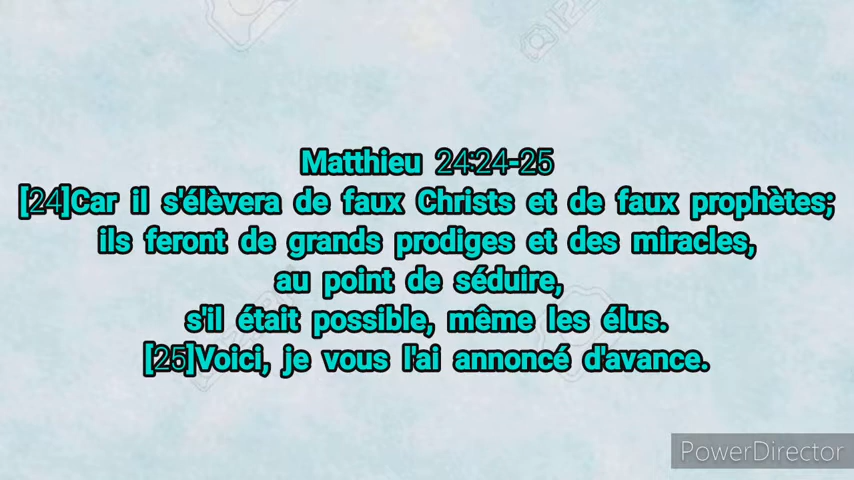 Matthieu 24:24-25
[24]Car il s'élèvera de faux Christs et de faux prophètes;
ils feront de grands prodiges et des miracles,
au point de séduire,
s'il était possible, même les élus.
[25]Voici, je vous l'ai annoncé d'avance.
PowerDirector